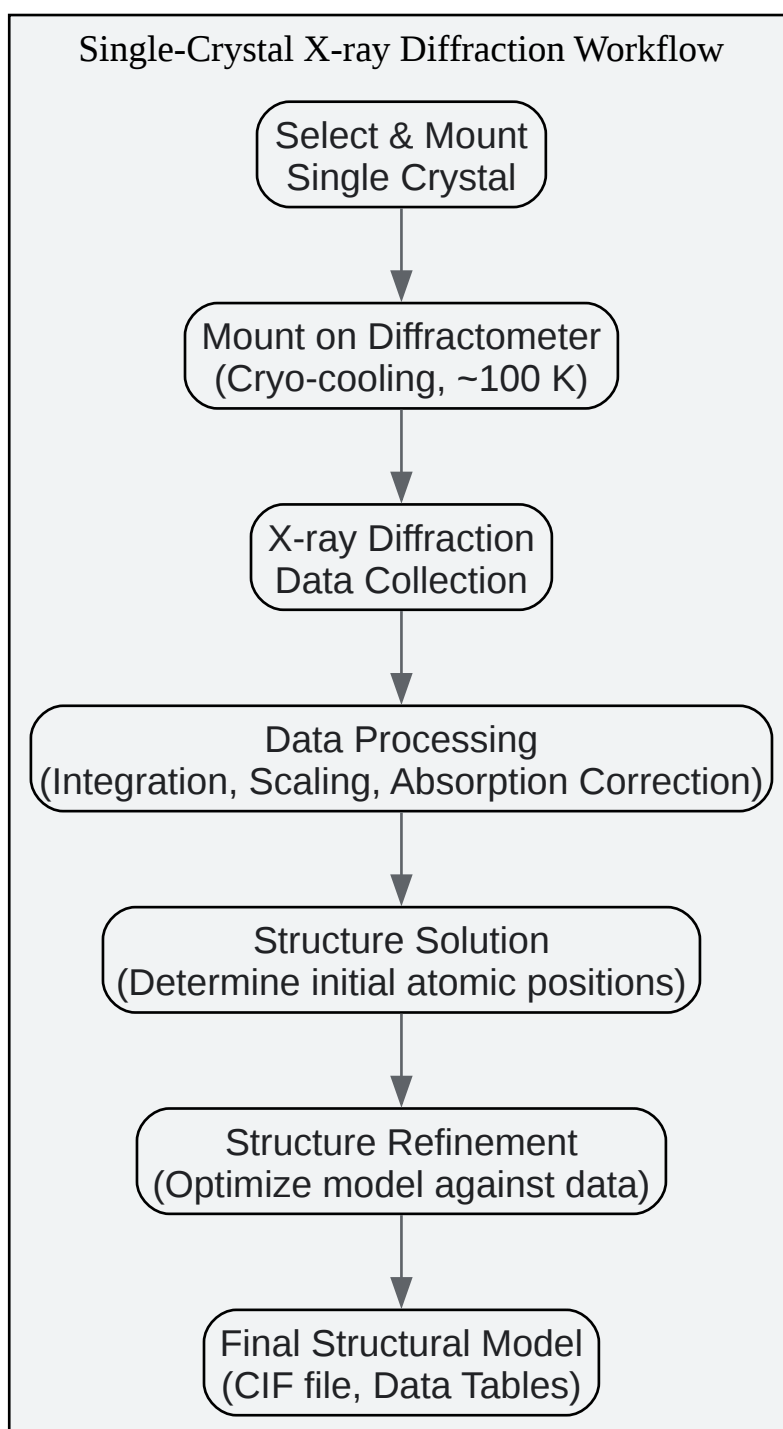 Single-Crystal X-ray Diffraction Workflow
Select & Mount
Single Crystal
Mount on Diffractometer
(Cryo-cooling, ~100 K)
X-ray Diffraction
Data Collection
Data Processing
(Integration, Scaling, Absorption Correction)
Structure Solution
(Determine initial atomic positions)
Structure Refinement
(Optimize model against data)
Final Structural Model
(CIF file, Data Tables)